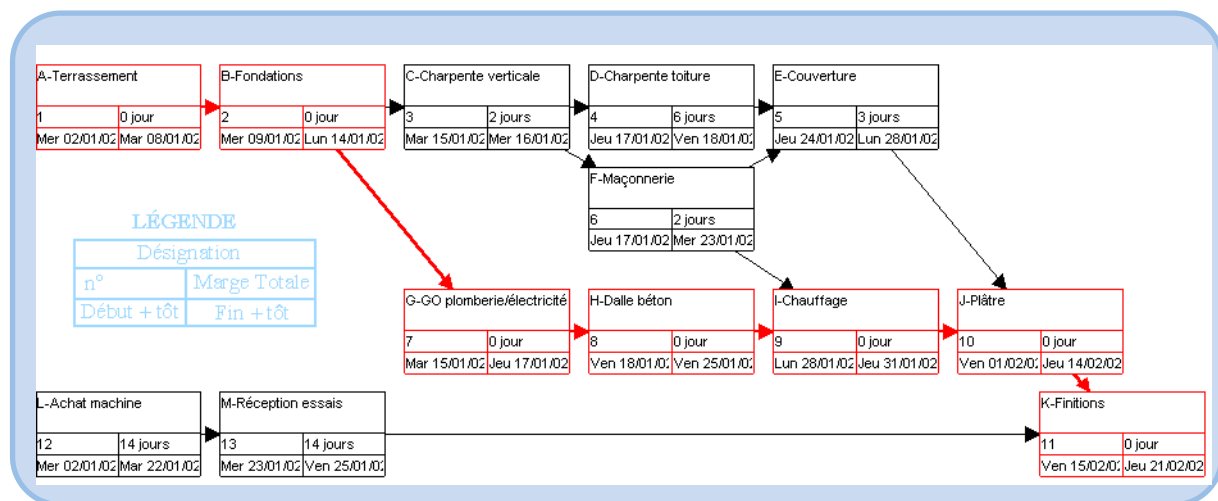 A-Terrassement
1 0 jour
Mer 02/01/02 Mar 08/01/02
B-Fondations
2 0 jour
Mer 09/01/02 Lun 14/01/02
C-Charpente verticale
3 2 jours
Mar 15/01/02 Mer 16/01/02
D-Charpente toiture
4 6 jours
Jeu 17/01/02 Ven 18/01/02
E-Couverture
5 3 jours
Jeu 24/01/02 Lun 28/01/02
F-Maçonnerie
6 2 jours
Jeu 17/01/02 Mer 23/01/02
LÉGENDE
Désignation
n° Marge Totale
Début + tôt Fin + tôt
G-GO plomberie/électricité
7 0 jour
Mar 15/01/02 Jeu 17/01/02
H-Dalle béton
8 0 jour
Ven 18/01/02 Ven 25/01/02
I-Chauffage
9 0 jour
Lun 28/01/02 Jeu 31/01/02
J-Plâtre
10 0 jour
Ven 01/02/02 Jeu 14/02/02
L-Achat machine
12 14 jours
Mer 02/01/02 Mar 22/01/02
M-Réception essais
13 14 jours
Mer 23/01/02 Ven 25/01/02
K-Finitions
11 0 jour
Ven 15/02/02 Jeu 21/02/02